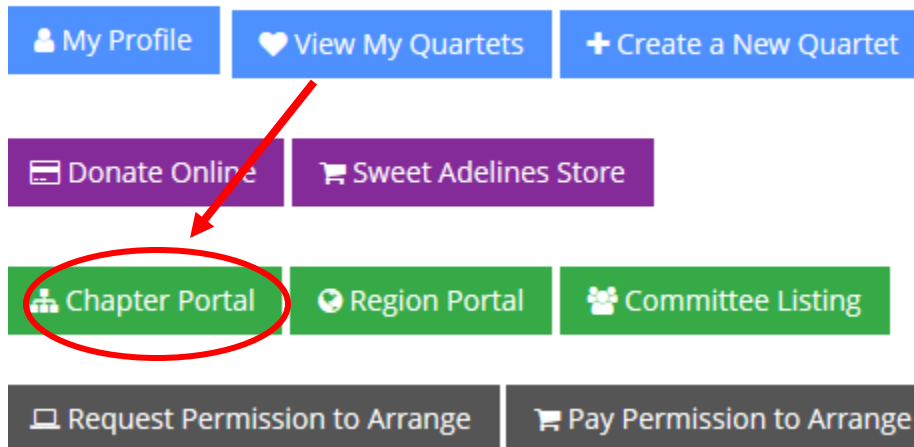 My Profile
View My Quartets
Create a New Quartet
Donate Online
Sweet Adelines Store
Chapter Portal
Region Portal
Committee Listing
Request Permission to Arrange
Pay Permission to Arrange